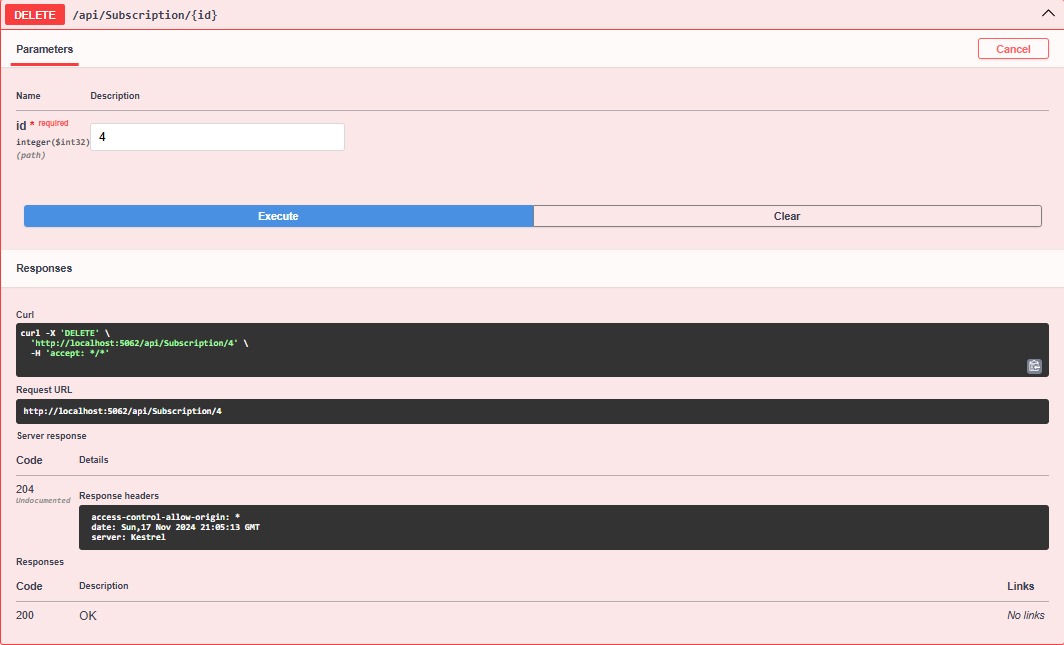 DELETE /api/Subscription/{id}
Parameters
Cancel
Name Description
id * required
integer($int32)
(path)
4
Execute Clear
Responses
Curl
curl -X 'DELETE' \
'http://localhost:5062/api/Subscription/4' \
-H 'accept: */*'
Request URL
http://localhost:5062/api/Subscription/4
Server response
Code Details
204
Undocumented
Response headers
access-control-allow-origin: *
date: Sun,17 Nov 2024 21:05:13 GMT
server: Kestrel
Responses
Code Description Links
200 OK No links